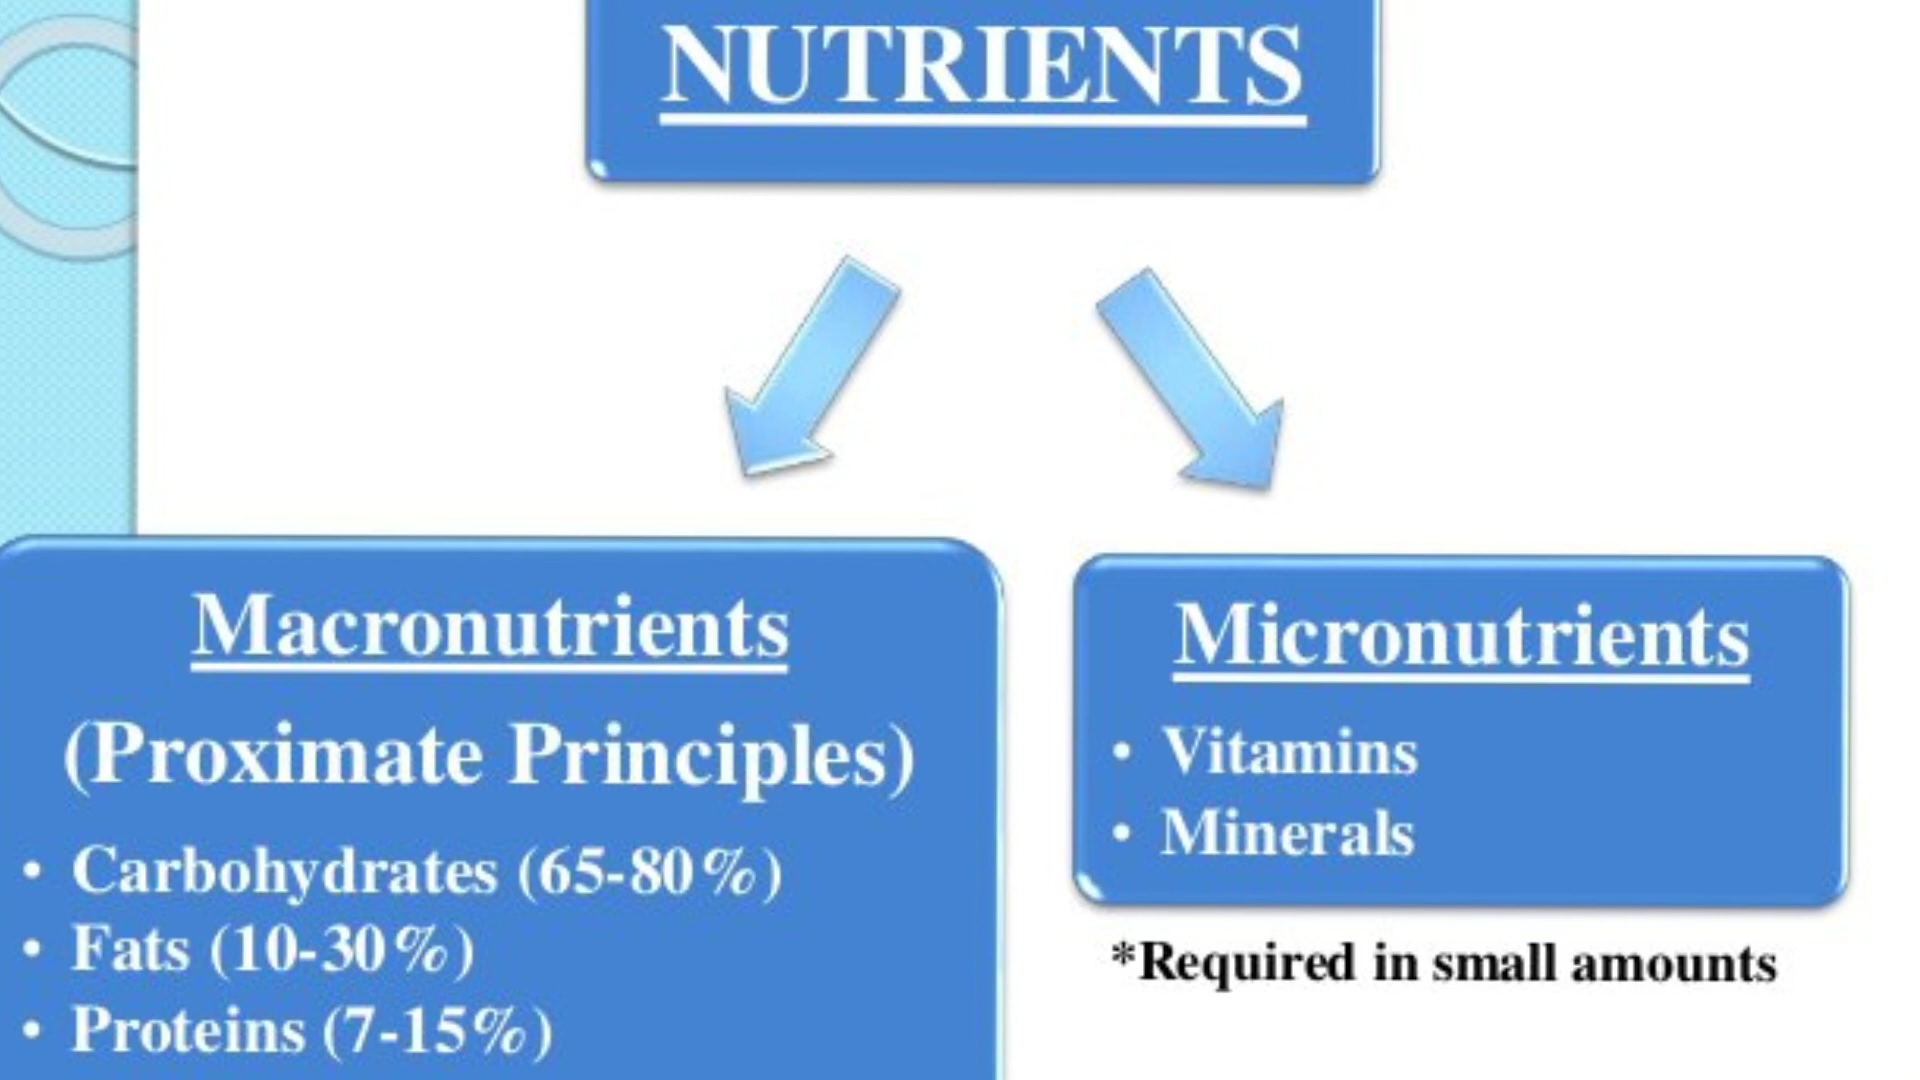 NUTRIENTS
Macronutrients
(Proximate Principles)
• Carbohydrates (65-80%)
• Fats (10-30%)
• Proteins (7-15%)
Micronutrients
• Vitamins
• Minerals
*Required in small amounts